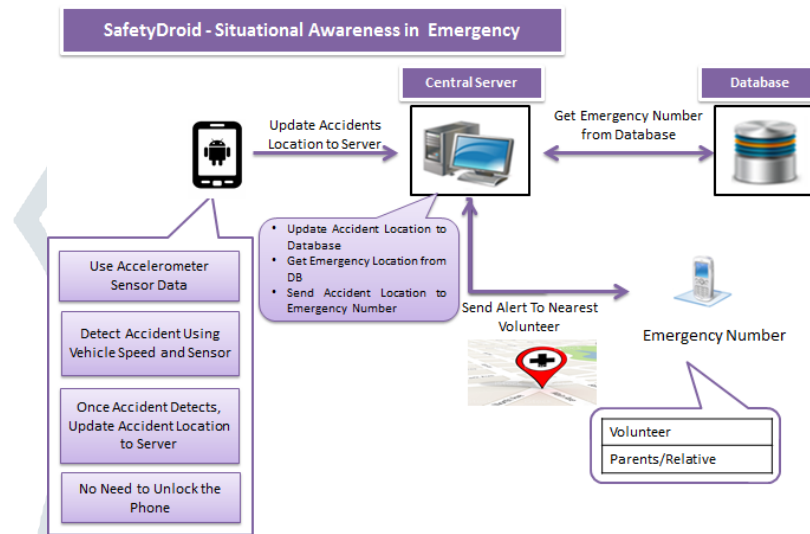 SafetyDroid - Situational Awareness in Emergency
Central Server
Database
Update Accidents
Location to Server
Get Emergency Number
from Database
• Update Accident Location to
Database
• Get Emergency Location from
DB
• Send Accident Location to
Emergency Number
Use Accelerometer
Sensor Data
Detect Accident Using
Vehicle Speed and Sensor
Once Accident Detects,
Update Accident Location
to Server
No Need to Unlock the
Phone
Send Alert To Nearest
Volunteer
Emergency Number
Volunteer
Parents/Relative